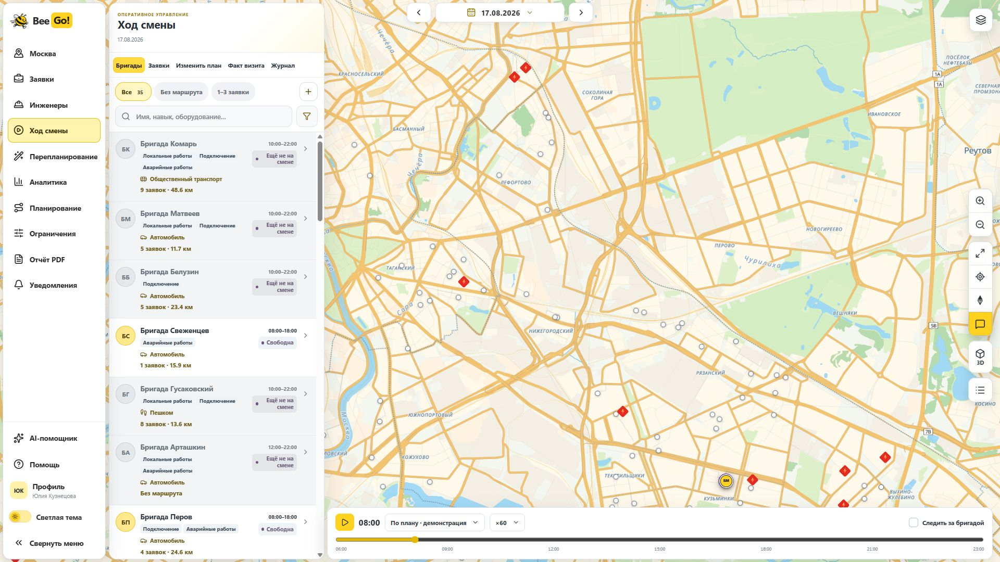 Bee Go!
Москва
Заявки
Инженеры
Ход смены
Перепланирование
Аналитика
Планирование
Ограничения
Отчёт PDF
Уведомления
AI-помощник
Помощь
ЮК
Профиль
Юлия Кузнецова
Светлая тема
Свернуть меню
ОПЕРАТИВНОЕ УПРАВЛЕНИЕ
Ход смены
17.08.2026
Бригады Заявки Изменить план Факт визита Журнал
Все 35 Без маршрута 1–3 заявки
Имя, навык, оборудование...
БК
Бригада Комарь 10:00–22:00
Локальные работы Подключение
Аварийные работы
Ещё не на
смене
Общественный транспорт
9 заявок · 48.6 км
БМ
Бригада Матвеев 10:00–22:00
Локальные работы Подключение
Ещё не на
смене
Автомобиль
5 заявок · 11.7 км
ББ
Бригада Белузин 10:00–22:00
Подключение
Ещё не на
смене
Автомобиль
5 заявок · 23.4 км
БС
Бригада Свеженцев 08:00–18:00
Аварийные работы Свободна
Автомобиль
1 заявок · 15.9 км
БГ
Бригада Гусаковский 10:00–22:00
Локальные работы Подключение
Ещё не на
смене
Пешком
8 заявок · 13.6 км
БА
Бригада Арташкин 12:00–22:00
Локальные работы
Аварийные работы
Ещё не на
смене
Автомобиль
Без маршрута
БП
Бригада Перов 08:00–18:00
Подключение Аварийные работы Свободна
Автомобиль
4 заявок · 24.6 км
17.08.2026
Чечёра
КРАСНОСЕЛЬСКИЙ
СОКОЛИНАЯ
ГОРА
ПОСЁЛОК
НЕФТЕБАЗЫ
1А
1А
СЕВЕРНАЯ
ПРОМЗОНА
ИВАНОВСКОЕ
БАСМАННЫЙ
Реутов
Чечёра
ЛЕФОРТОВО
НОВОГИРЕЕВО
ПЕРОВО
Чурилиха
ТАГАНСКИЙ
Сара
ВЕШНЯКИ
5В
НИЖЕГОРОДСКИЙ
РЯЗАНСКИЙ
КОСИНО
Москва
ЮЖНОПОРТОВЫЙ
7В
КОЖУХОВО
ТЕКСТИЛЬЩИКИ
БМ
КУЗЬМИНКИ
ВЫХИНО-
ЖУЛЕБИНО
3D
08:00 По плану · демонстрация ×60 Следить за бригадой
06:00 09:00 12:00 15:00 18:00 21:00 23:00